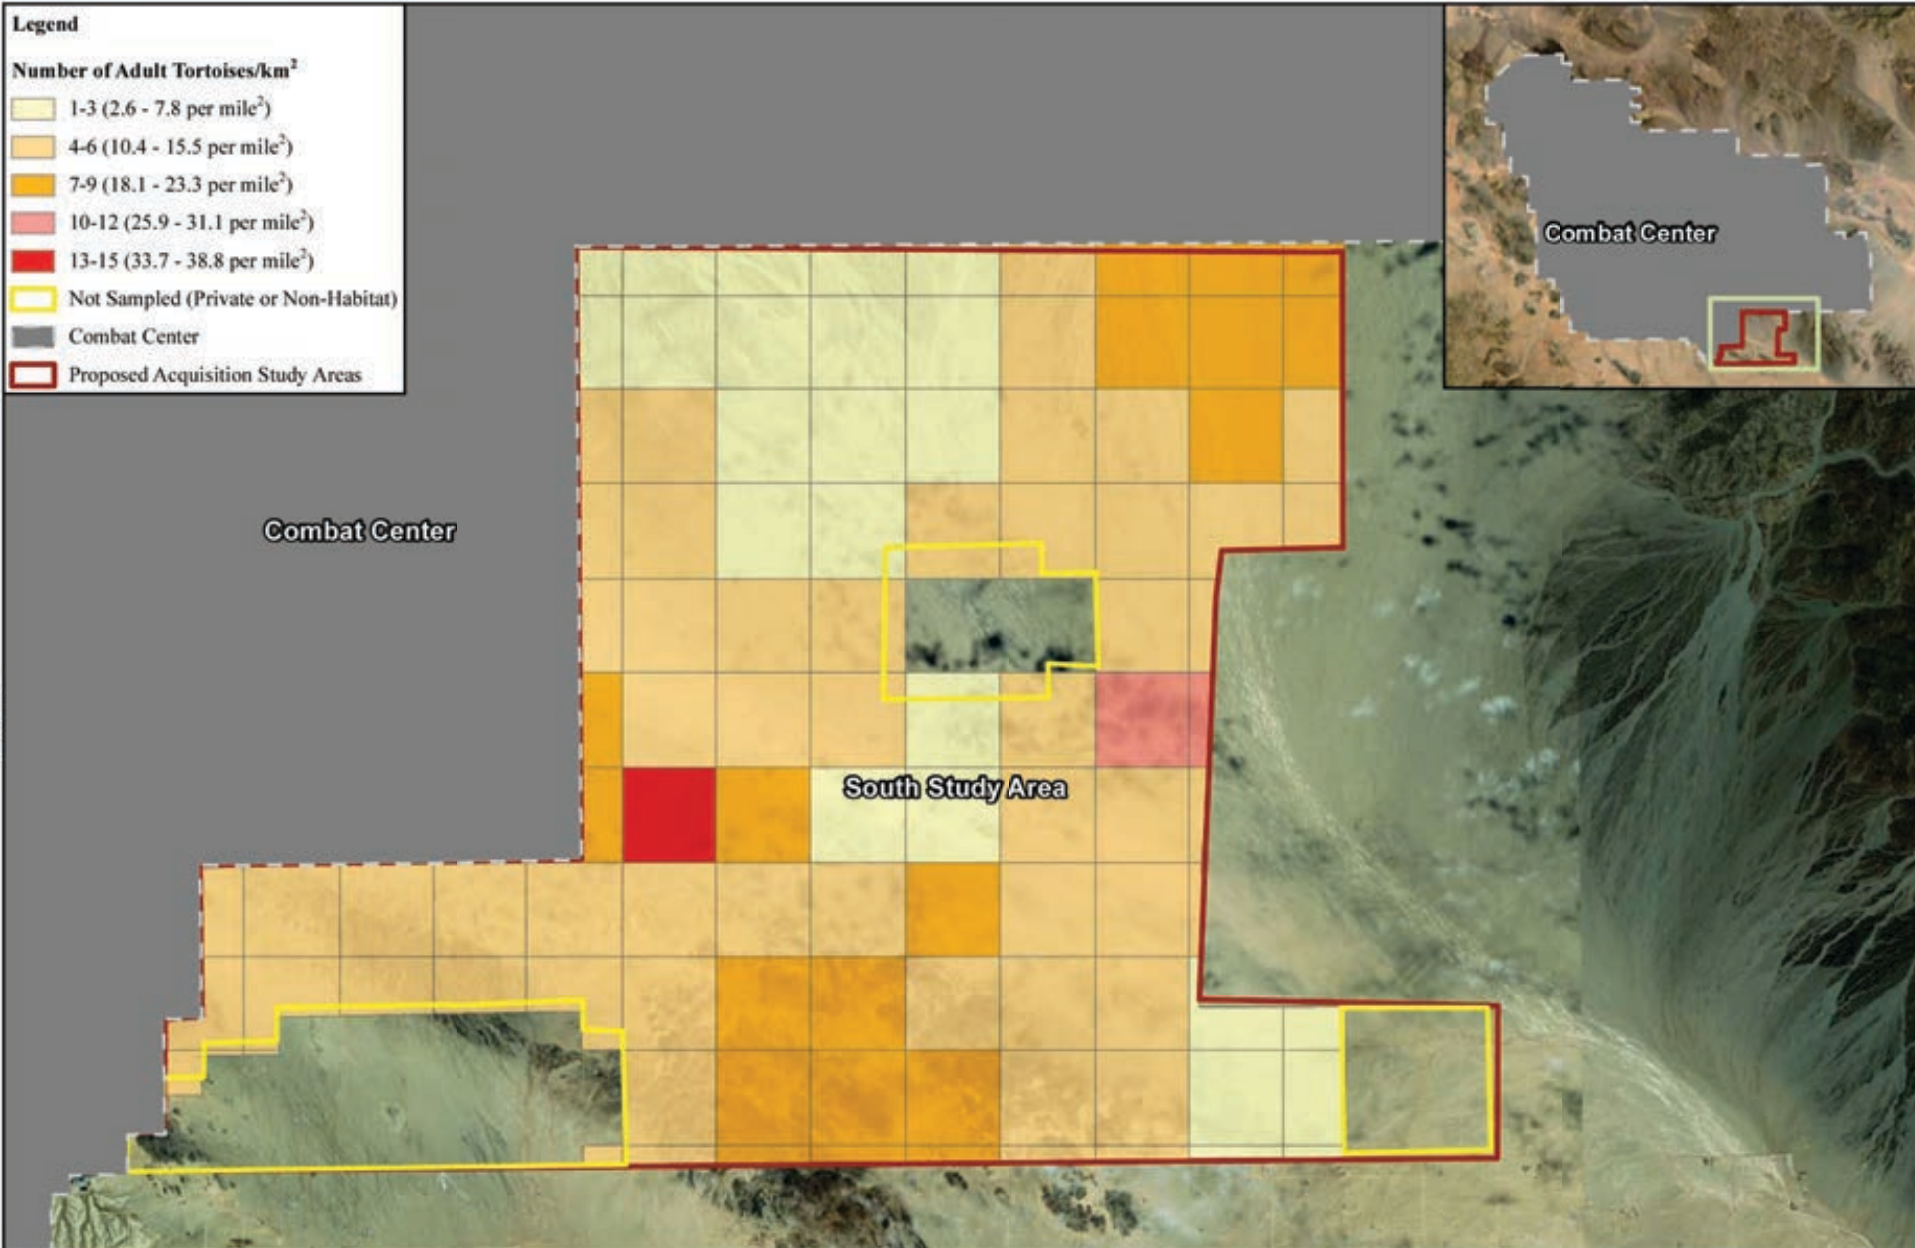 Legend
Number of Adult Tortoises/km²
1-3 (2.6 - 7.8 per mile²)
4-6 (10.4 - 15.5 per mile²)
7-9 (18.1 - 23.3 per mile²)
10-12 (25.9 - 31.1 per mile²)
13-15 (33.7 - 38.8 per mile²)
Not Sampled (Private or Non-Habitat)
Combat Center
Proposed Acquisition Study Areas
Combat Center
Combat Center
South Study Area